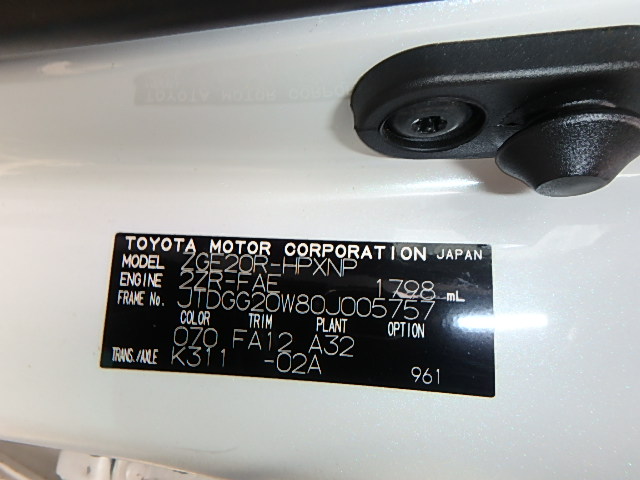 TOYOTA MOTOR CORPORATION JAPAN
MODEL ZGE20R-HPXNP
ENGINE 2ZR-FAE 1798 mL
FRAME No. JTDGG20W80J005757
COLOR TRIM PLANT OPTION
070 FA12 A32
TRANS./AXLE K311 -02A
961